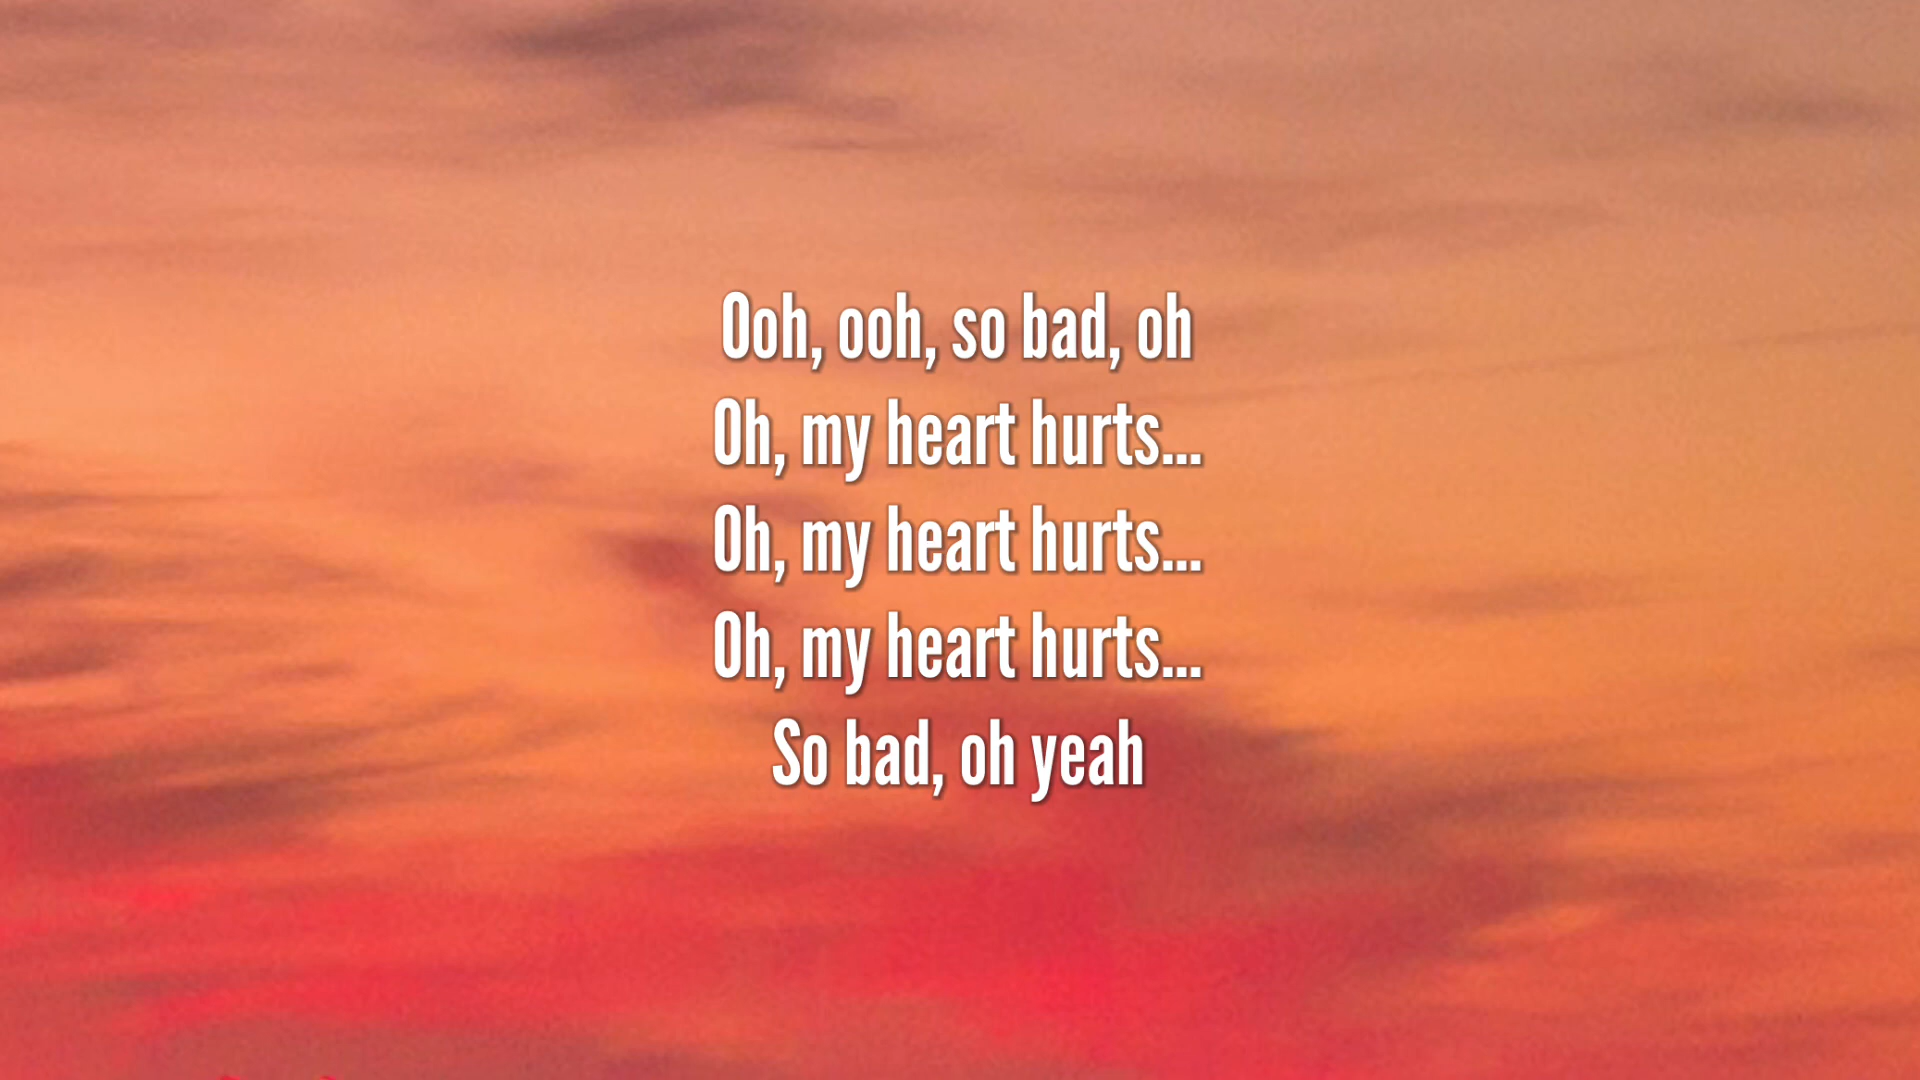 Ooh, ooh, so bad, oh
Oh, my heart hurts...
Oh, my heart hurts...
Oh, my heart hurts...
So bad, oh yeah